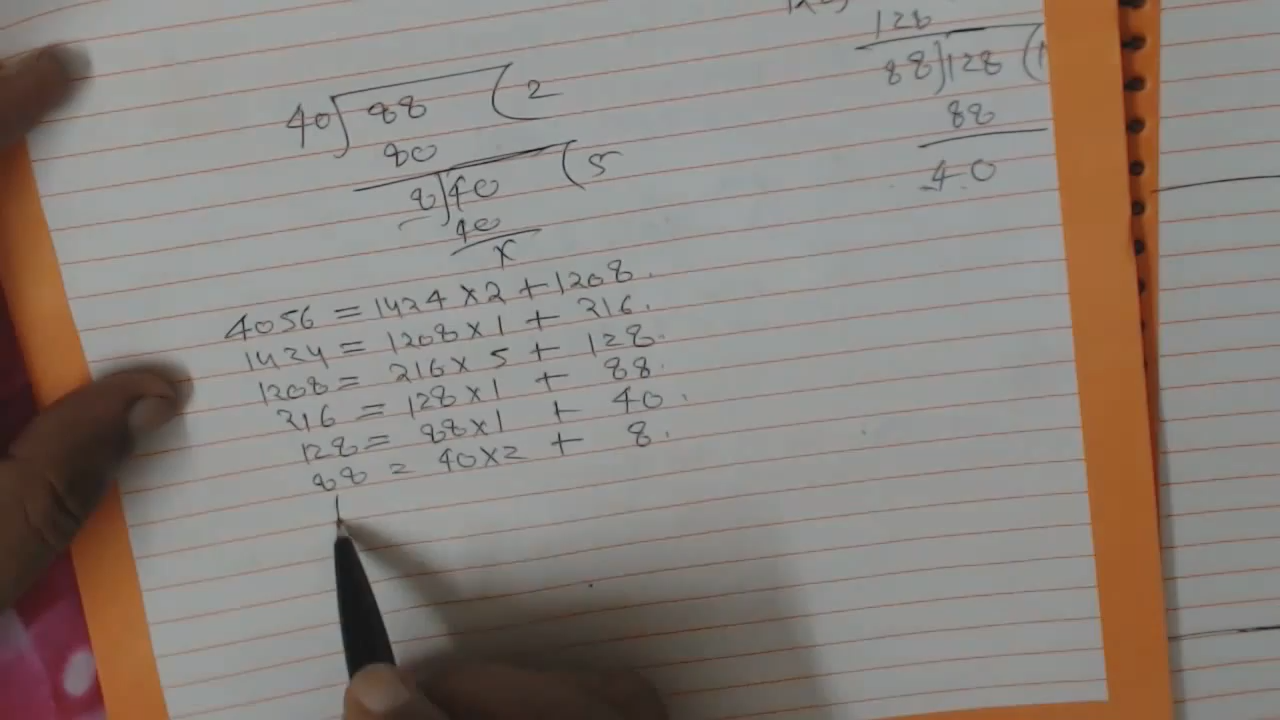 40)88(2
80
8)40(5
40
x
4056 = 1424 x 2 + 1208.
1424 = 1208 x 1 + 216.
1208 = 216 x 5 + 128.
216 = 128 x 1 + 88.
128 = 88 x 1 + 40.
88 = 40 x 2 + 8.
128
88)128(1
88
40